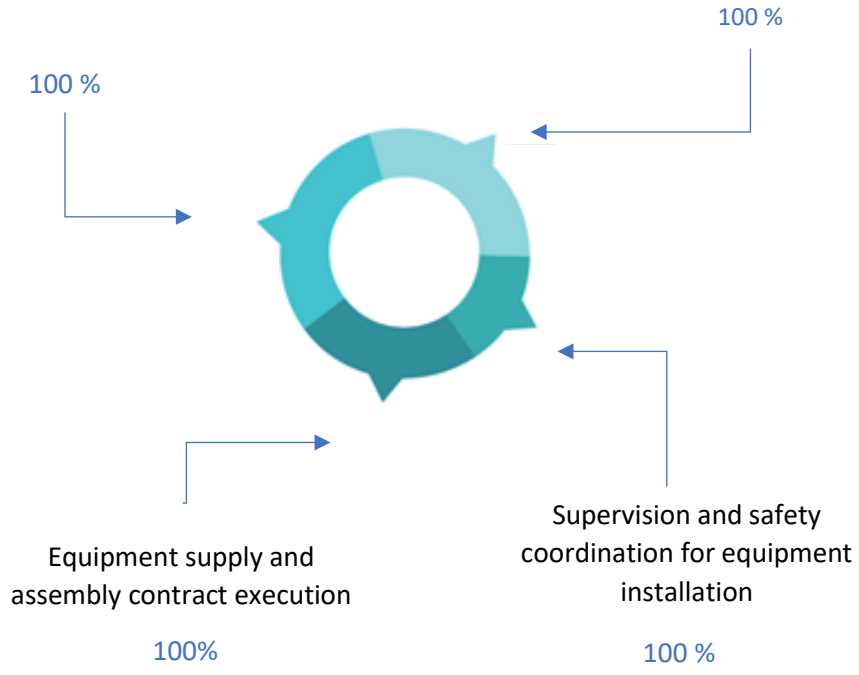 100 %
100 %
Equipment supply and
assembly contract execution
100%
Supervision and safety
coordination for equipment
installation
100 %